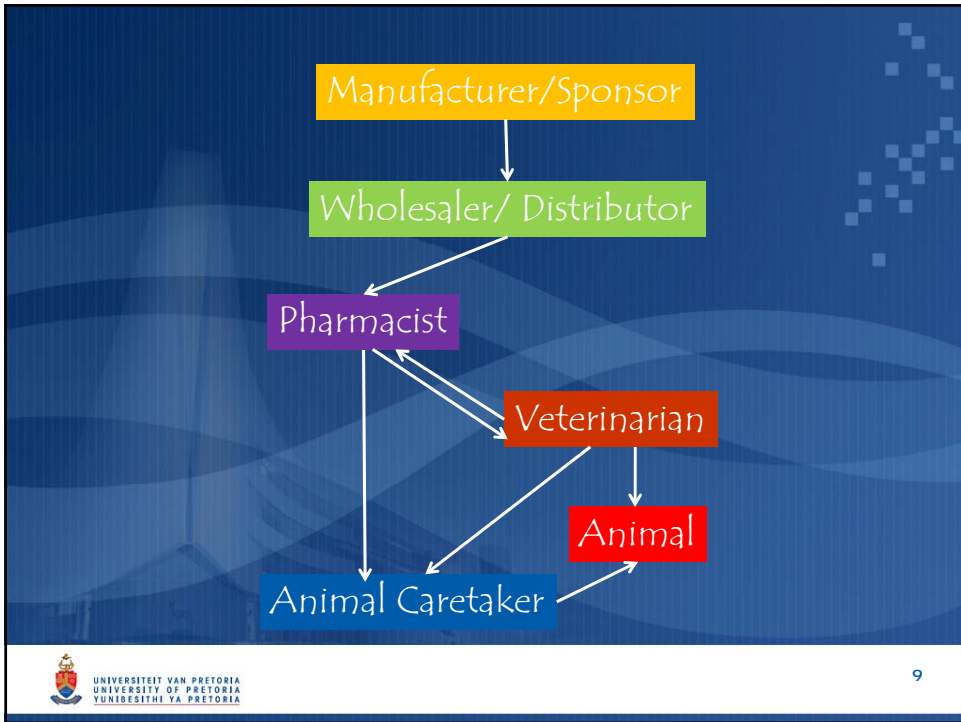 Manufacturer/Sponsor
Wholesaler/ Distributor
Pharmacist
Veterinarian
Animal
Animal Caretaker
UNIVERSITEIT VAN PRETORIA
UNIVERSITY OF PRETORIA
YUNIBESITHI YA PRETORIA
9